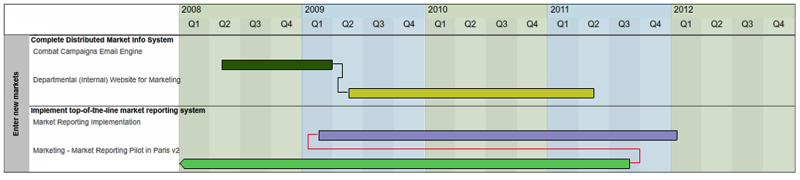 2008 2009 2010 2011 2012
Q1 Q2 Q3 Q4 Q1 Q2 Q3 Q4 Q1 Q2 Q3 Q4 Q1 Q2 Q3 Q4 Q1 Q2 Q3 Q4
Enter new markets
Complete Distributed Market Info System
Combat Campaigns Email Engine
Departmental (Internal) Website for Marketing
Implement top-of-the-line market reporting system
Market Reporting Implementation
Marketing - Market Reporting Pilot in Paris v2